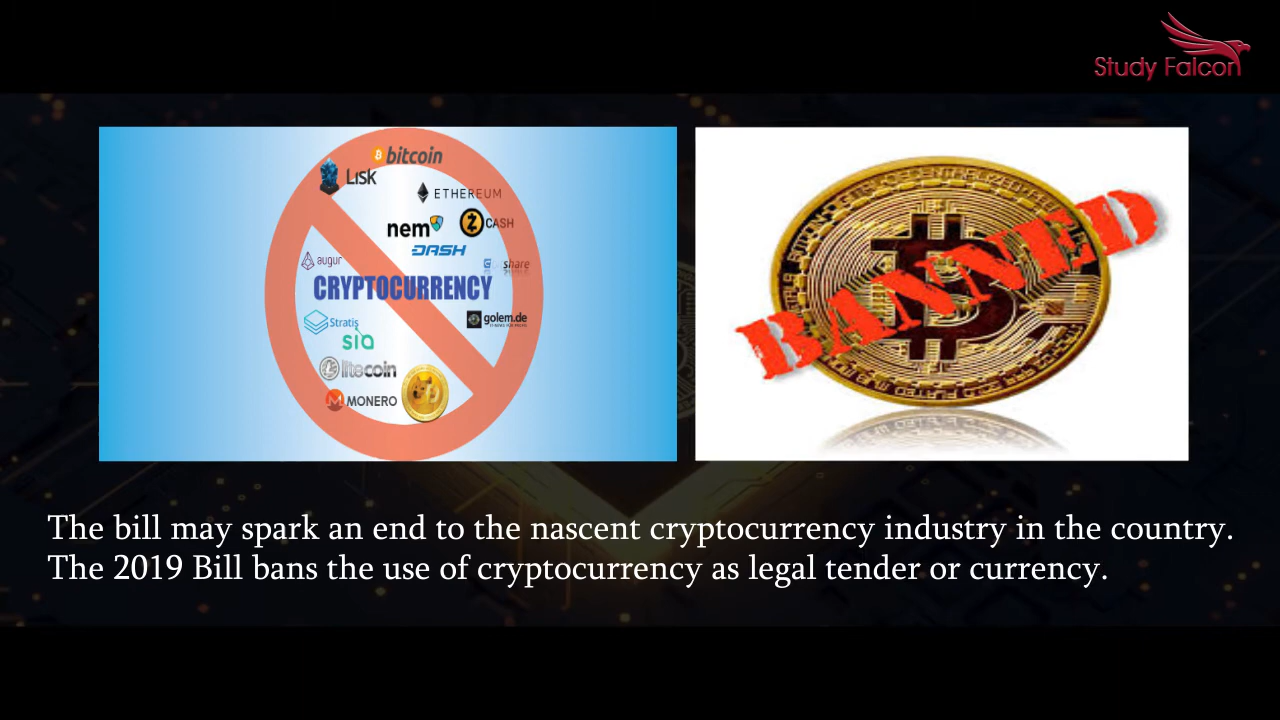 Study Falcon
bitcoin
LISK
ETHEREUM
nem
CASH
DASH
augur
share
CRYPTOCURRENCY
Stratis
golem.de
sia
litecoin
MONERO
BANNED
The bill may spark an end to the nascent cryptocurrency industry in the country.
The 2019 Bill bans the use of cryptocurrency as legal tender or currency.